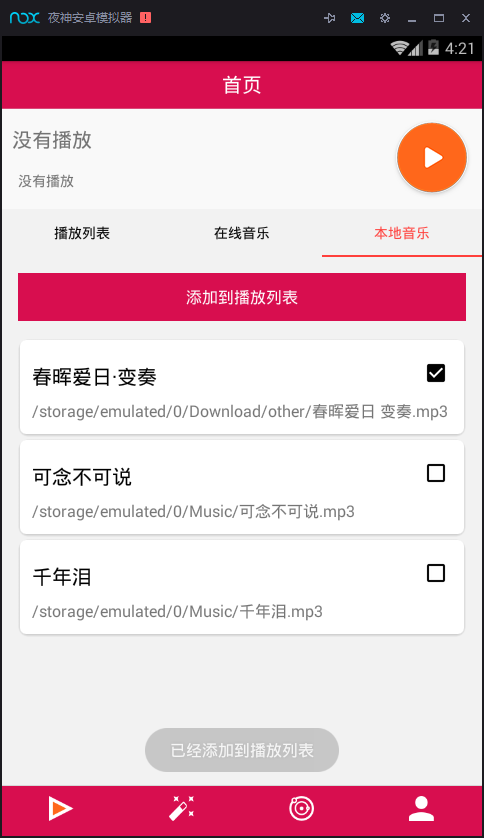 nox 夜神安卓模拟器
4:21
首页
没有播放
没有播放
播放列表 在线音乐 本地音乐
添加到播放列表
春晖爱日·变奏
/storage/emulated/0/Download/other/春晖爱日 变奏.mp3
可念不可说
/storage/emulated/0/Music/可念不可说.mp3
千年泪
/storage/emulated/0/Music/千年泪.mp3
已经添加到播放列表